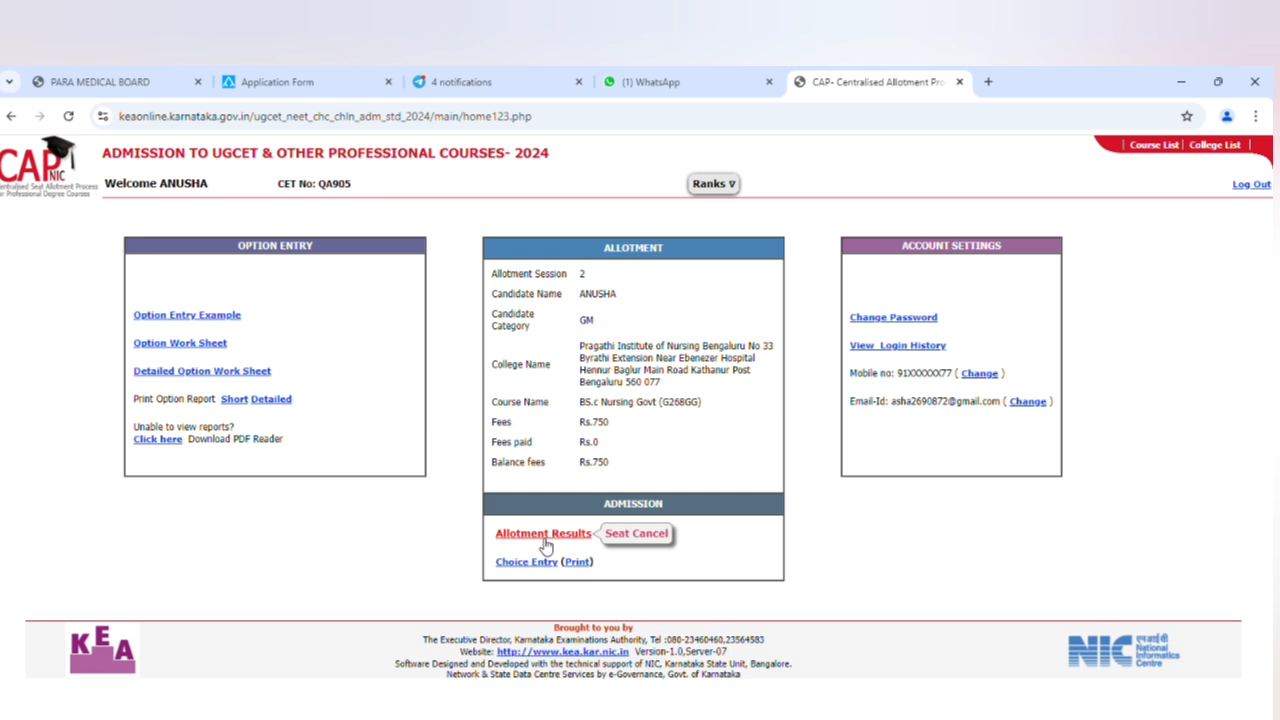 PARA MEDICAL BOARD
Application Form
4 notifications
(1) WhatsApp
CAP- Centralised Allotment Pro
keaonline.karnataka.gov.in/ugcet_neet_chc_chln_adm_std_2024/main/home123.php
CAP
NIC
Centralised Seat Allotment Process
for Professional Degree Courses
ADMISSION TO UGCET & OTHER PROFESSIONAL COURSES- 2024
| Course List | College List |
Welcome ANUSHA
CET No: QA905
Ranks ∇
Log Out
OPTION ENTRY
Option Entry Example
Option Work Sheet
Detailed Option Work Sheet
Print Option Report Short Detailed
Unable to view reports?
Click here Download PDF Reader
ALLOTMENT
Allotment Session 2
Candidate Name ANUSHA
Candidate Category GM
College Name
Pragathi Institute of Nursing Bengaluru No 33
Byrathi Extension Near Ebenezer Hospital
Hennur Baglur Main Road Kathanur Post
Bengaluru 560 077
Course Name BS.c Nursing Govt (G268GG)
Fees Rs.750
Fees paid Rs.0
Balance fees Rs.750
ADMISSION
Allotment Results Seat Cancel
Choice Entry (Print)
ACCOUNT SETTINGS
Change Password
View Login History
Mobile no: 91XXXXXX77 ( Change )
Email-Id: asha2690872@gmail.com ( Change )
KEA
Brought to you by
The Executive Director, Karnataka Examinations Authority, Tel :080-23460460,23564583
Website: http://www.kea.kar.nic.in Version-1.0,Server-07
Software Designed and Developed with the technical support of NIC, Karnataka State Unit, Bangalore.
Network & State Data Centre Services by e-Governance, Govt. of Karnataka
NIC
एनआईसी
National
Informatics
Centre